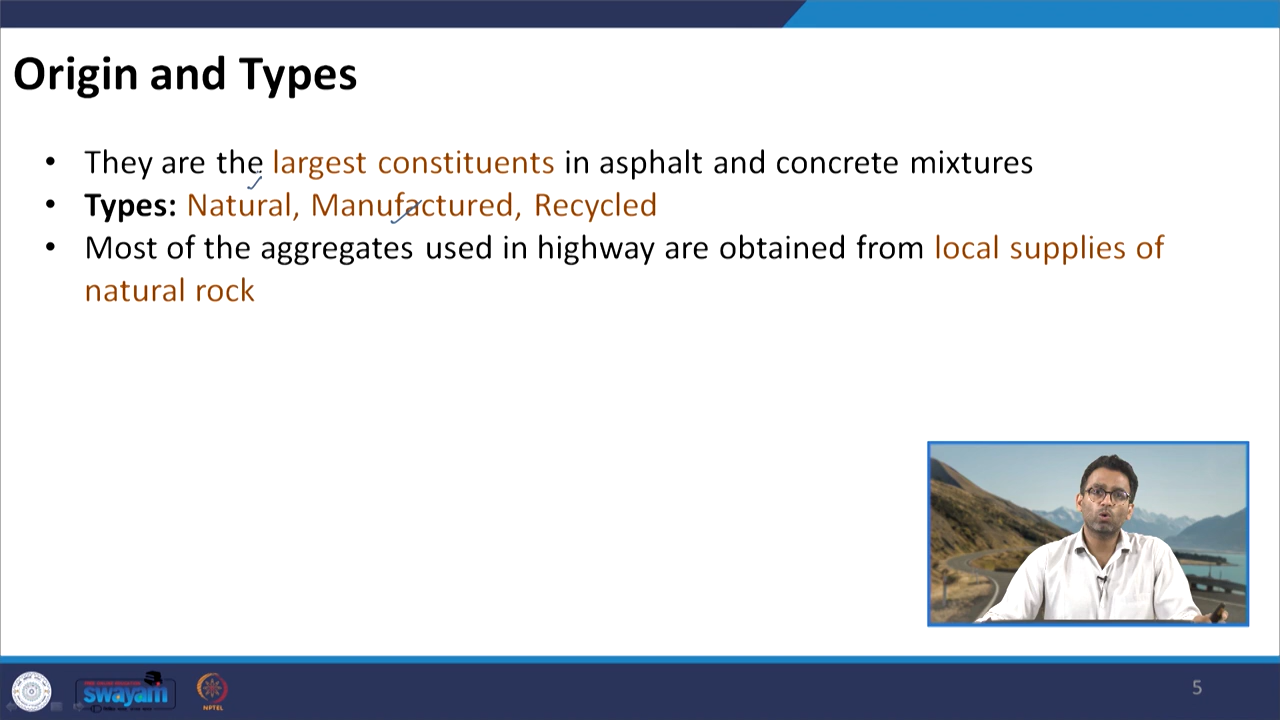 Origin and Types
• They are the largest constituents in asphalt and concrete mixtures
• Types: Natural, Manufactured, Recycled
• Most of the aggregates used in highway are obtained from local supplies of
natural rock
swayam
NPTEL
5